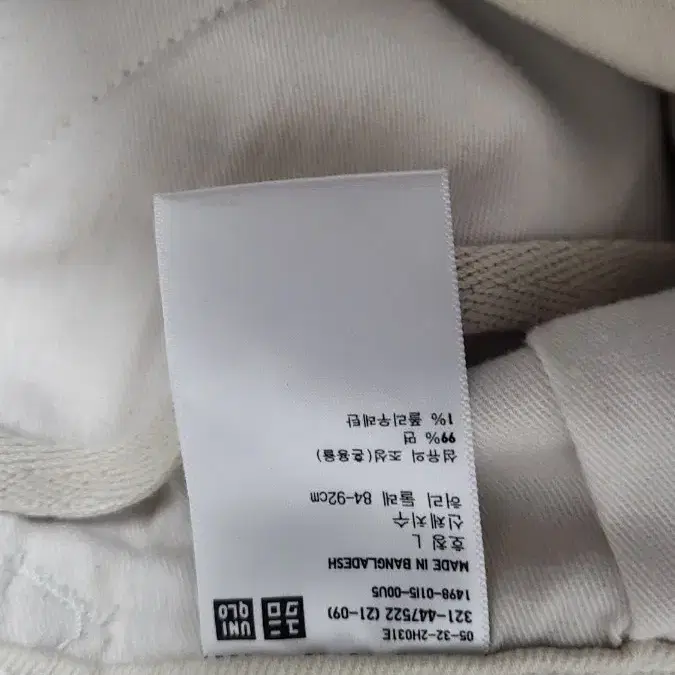 UNI
QLO
ユニ
クロ
05-32-2H031E
321-447522 (21-09)
1498-0115-00U5
MADE IN BANGLADESH
호칭 L
신체치수
허리 둘레 84-92cm
섬유의 조성(혼용율)
99% 면
1% 폴리우레탄